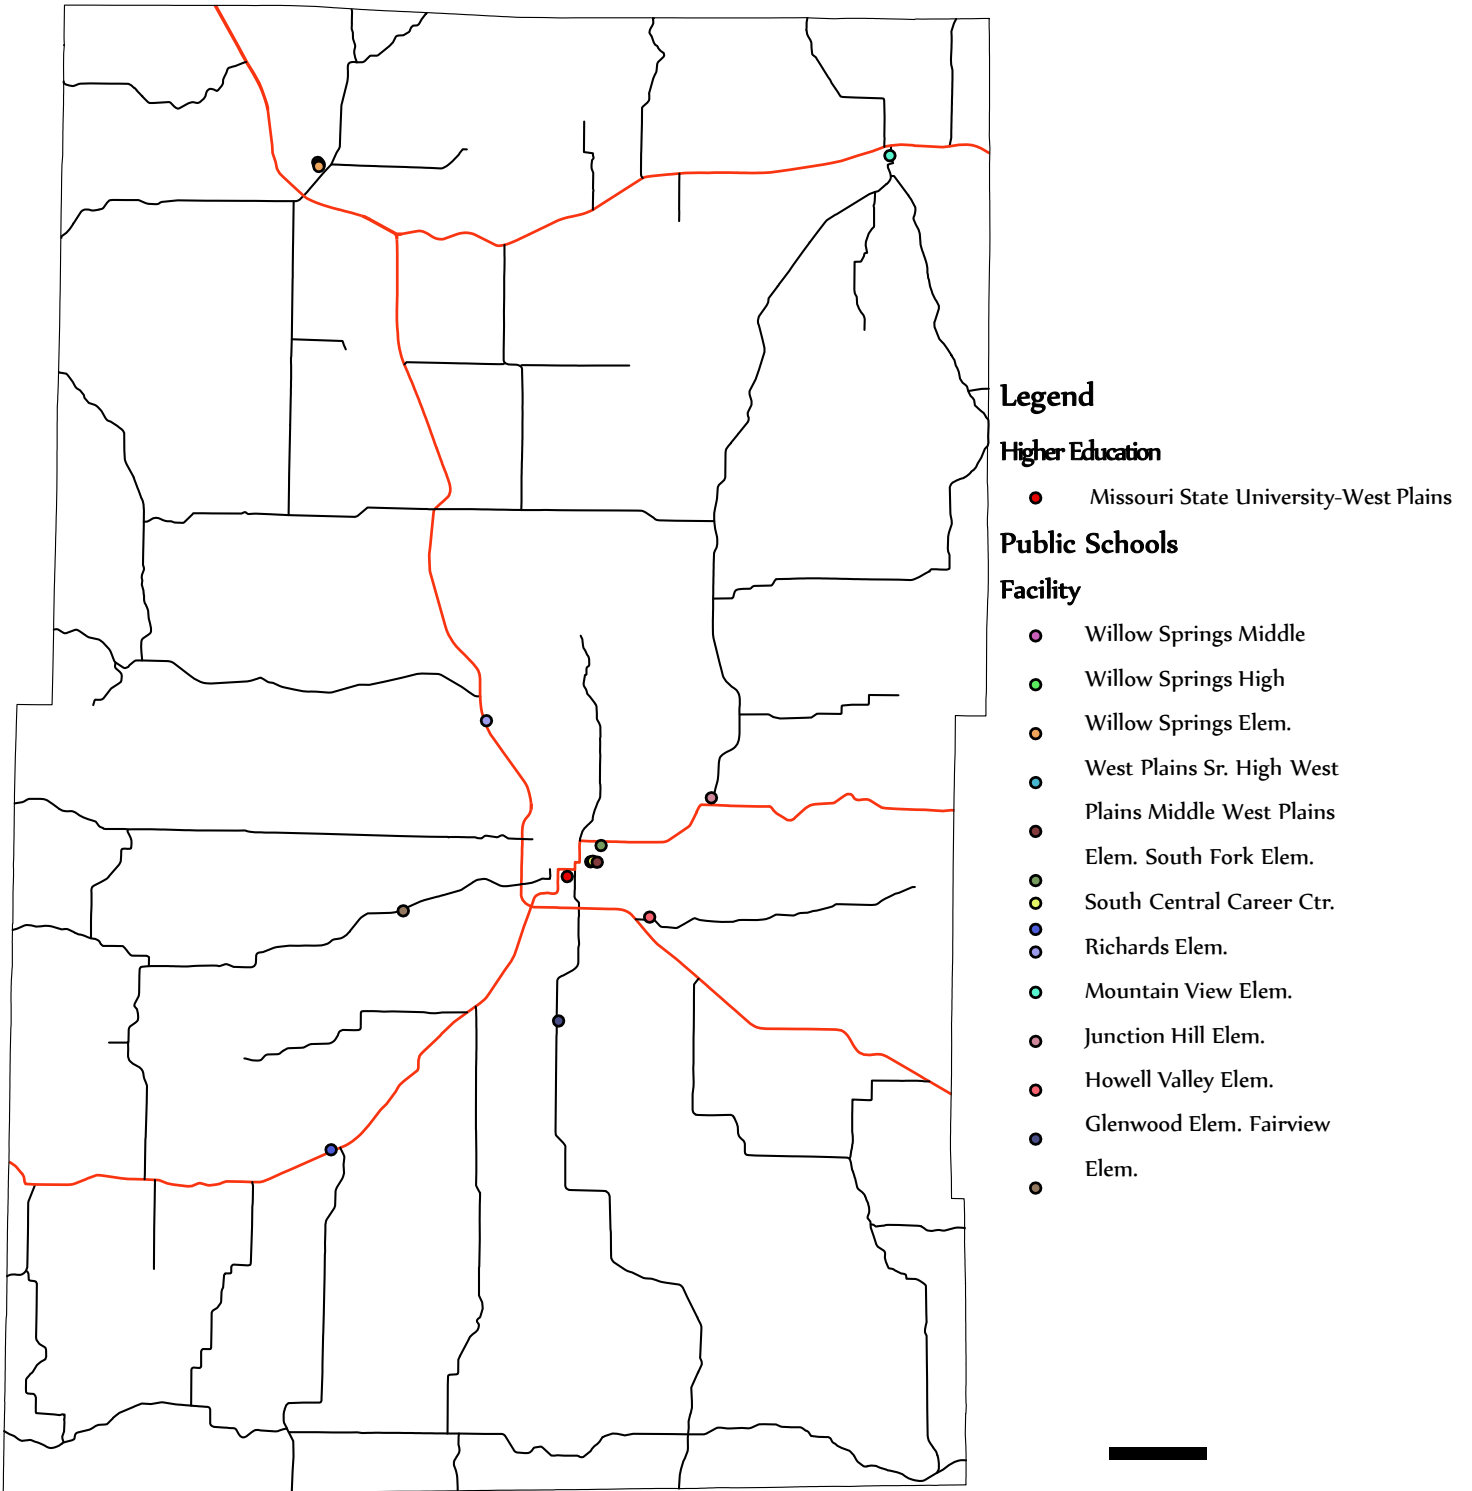 Legend
Higher Education
Missouri State University-West Plains
Public Schools
Facility
Willow Springs Middle
Willow Springs High
Willow Springs Elem.
West Plains Sr. High West
Plains Middle West Plains
Elem. South Fork Elem.
South Central Career Ctr.
Richards Elem.
Mountain View Elem.
Junction Hill Elem.
Howell Valley Elem.
Glenwood Elem. Fairview
Elem.